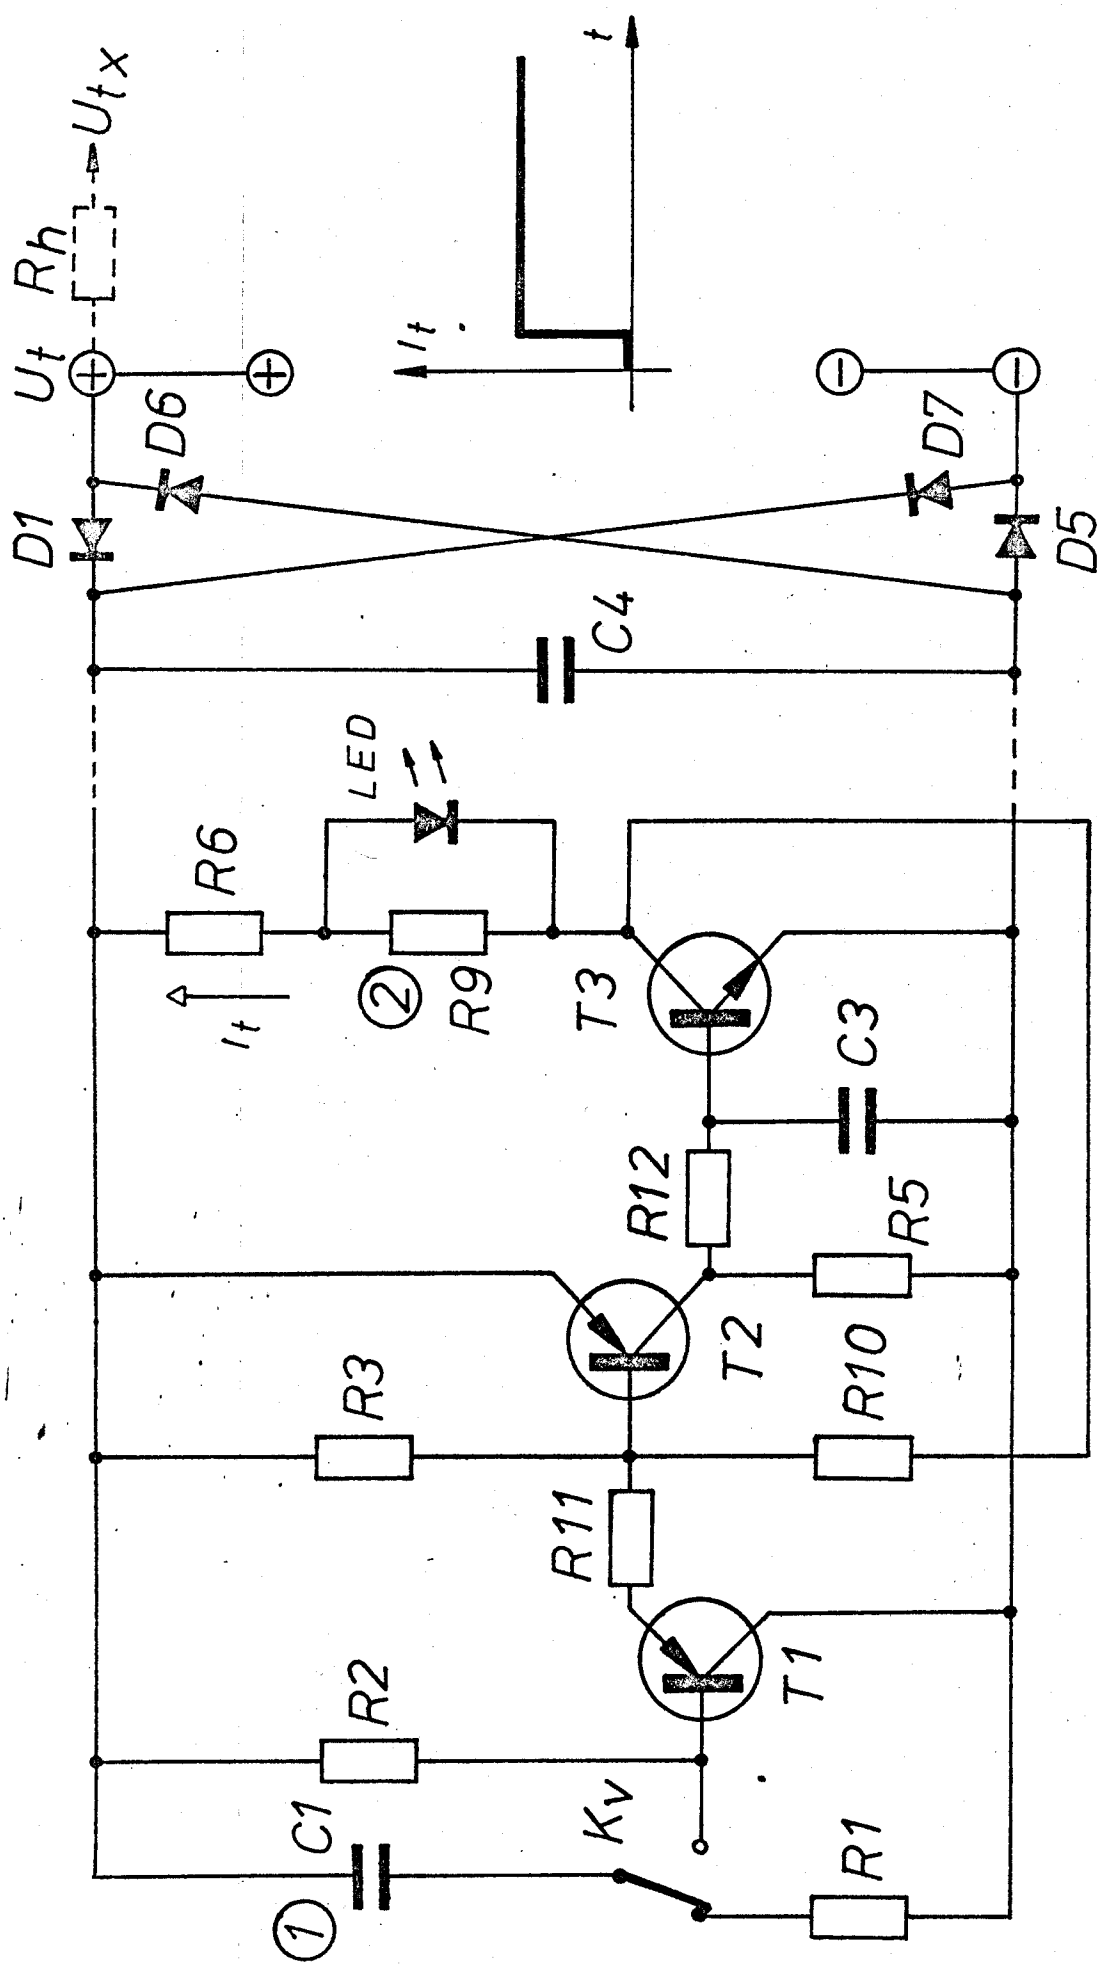 C1
①
R2
Kv
R1
T1
R3
R11
T2
R10
R12
R5
R6
It
LED
②
R9
T3
C3
C4
D1
D6
Ut
Rh
Utx
D7
D5
+
+
−
−
It
t